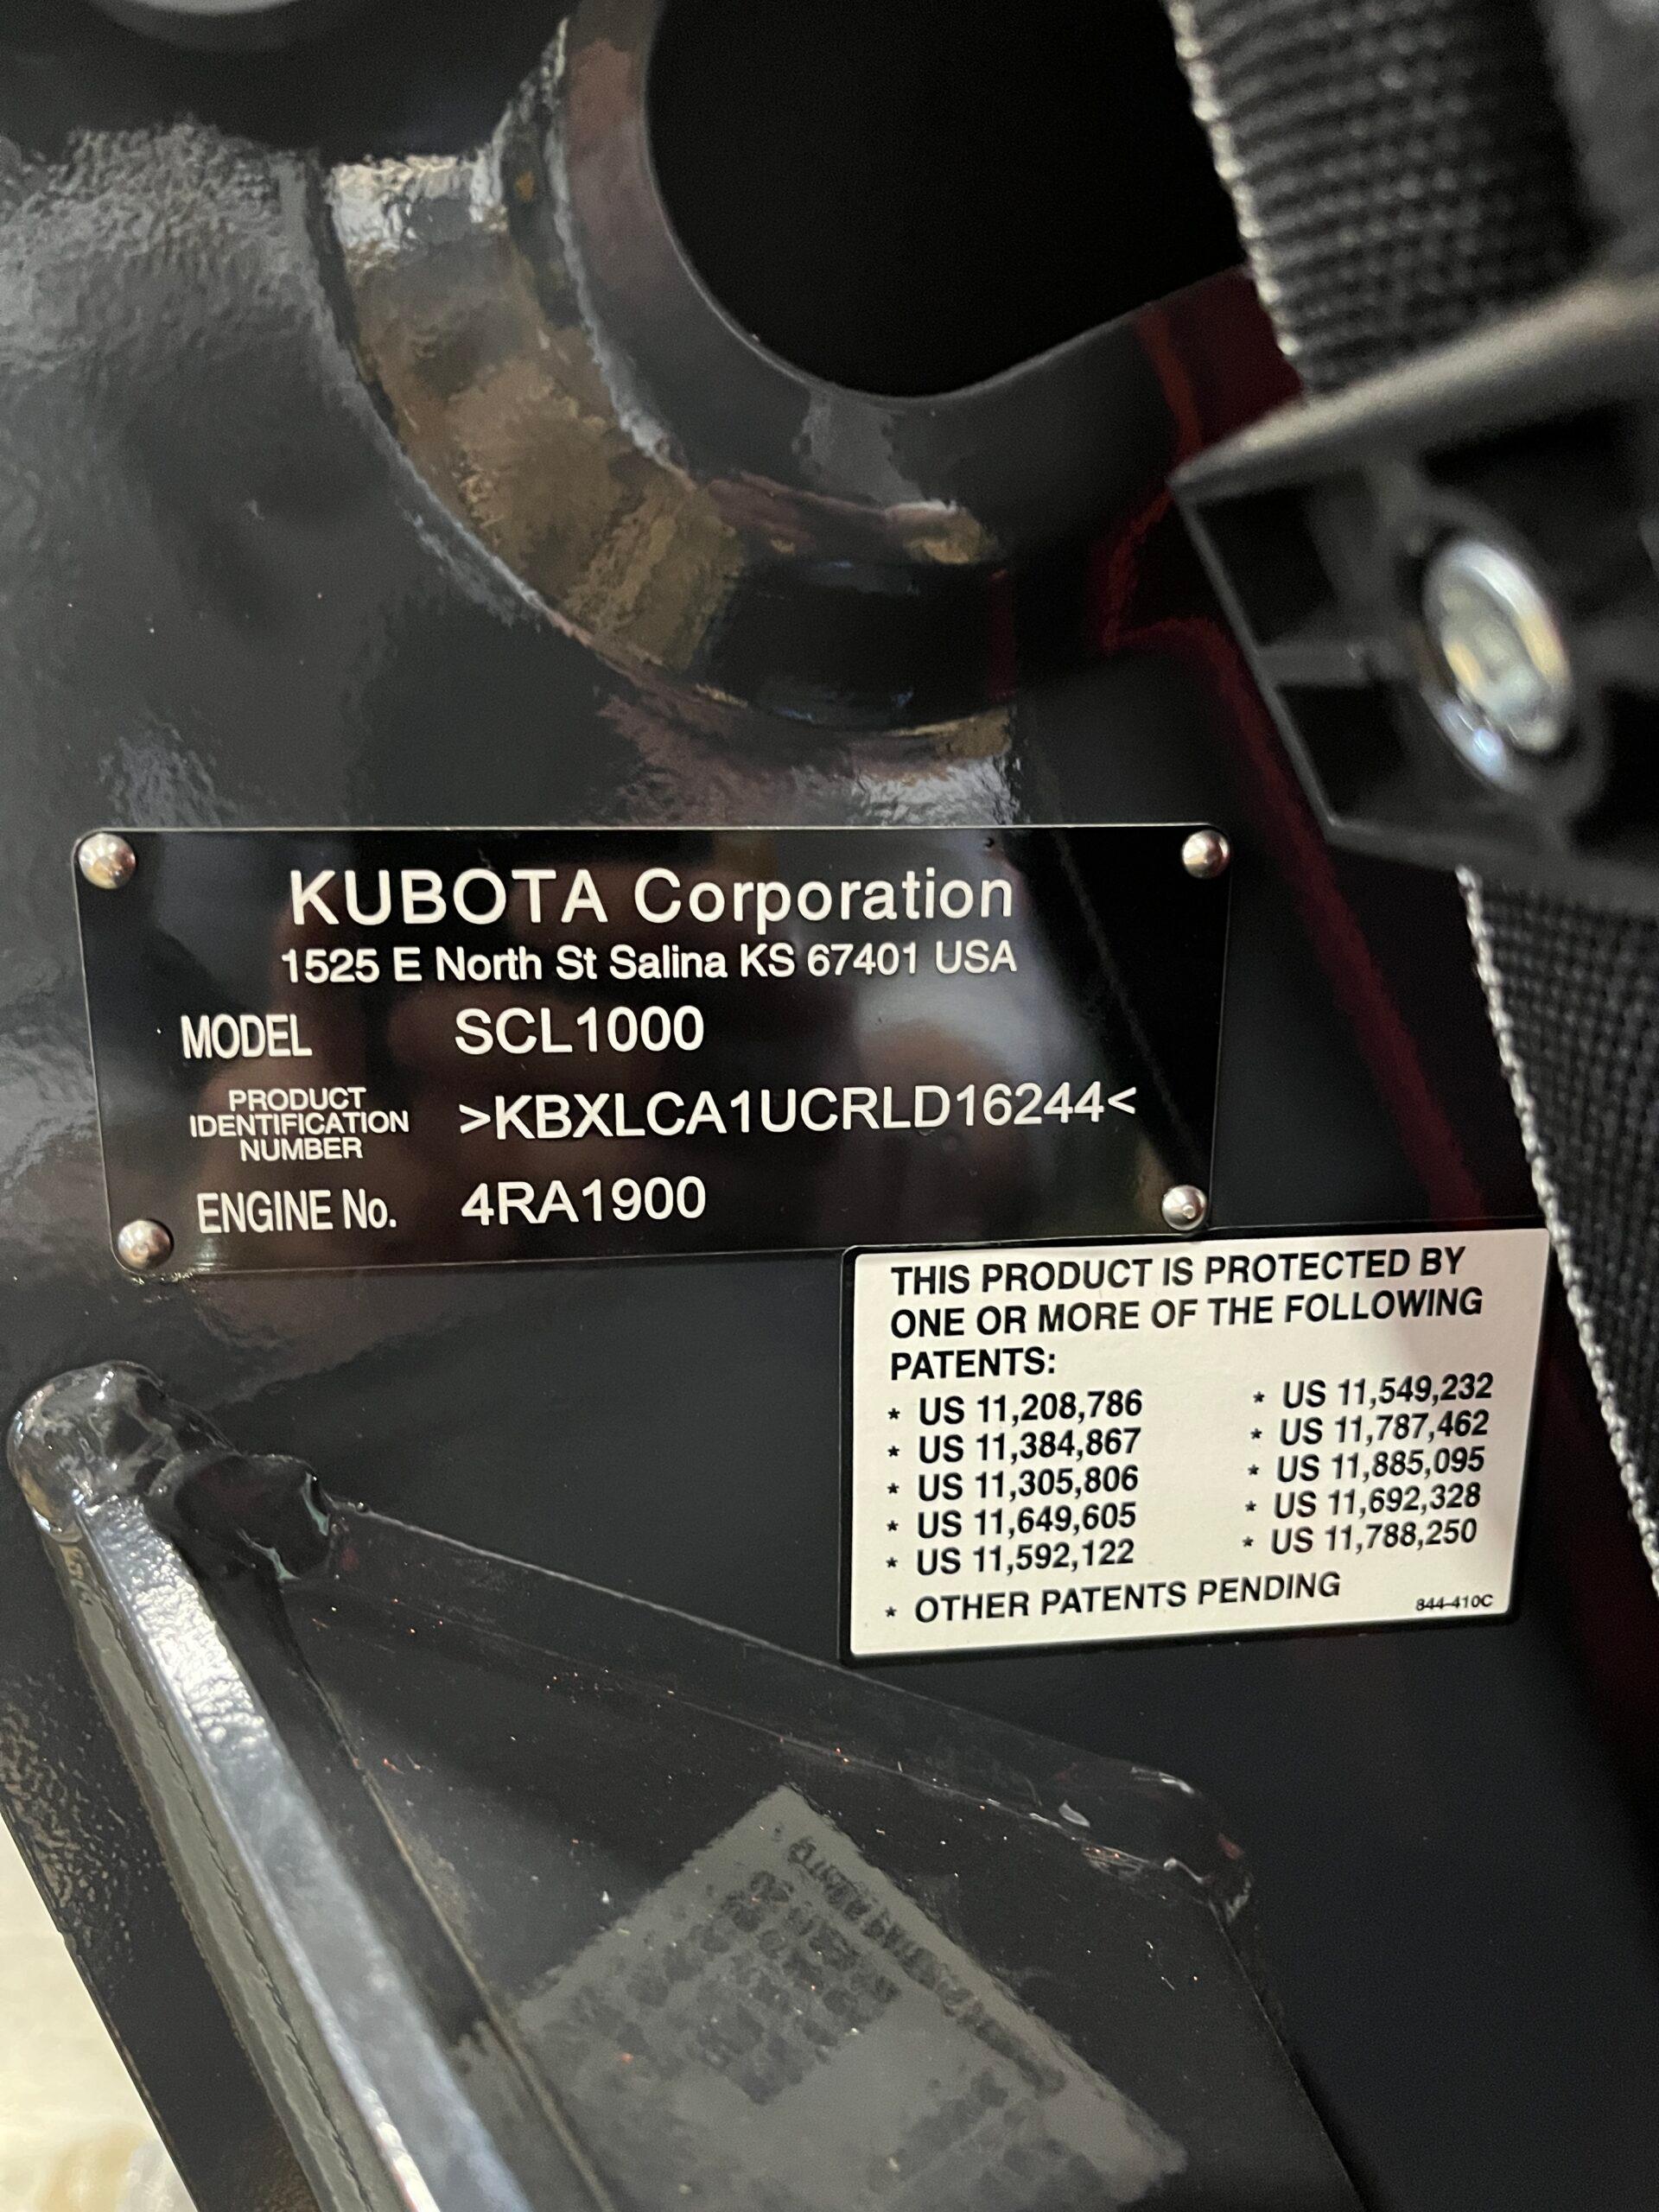 KUBOTA Corporation
1525 E North St Salina KS 67401 USA
MODEL SCL1000
PRODUCT
IDENTIFICATION
NUMBER
>KBXLCA1UCRLD16244<
ENGINE No. 4RA1900
THIS PRODUCT IS PROTECTED BY
ONE OR MORE OF THE FOLLOWING
PATENTS:
* US 11,208,786 * US 11,549,232
* US 11,384,867 * US 11,787,462
* US 11,305,806 * US 11,885,095
* US 11,649,605 * US 11,692,328
* US 11,592,122 * US 11,788,250
* OTHER PATENTS PENDING
844-410C